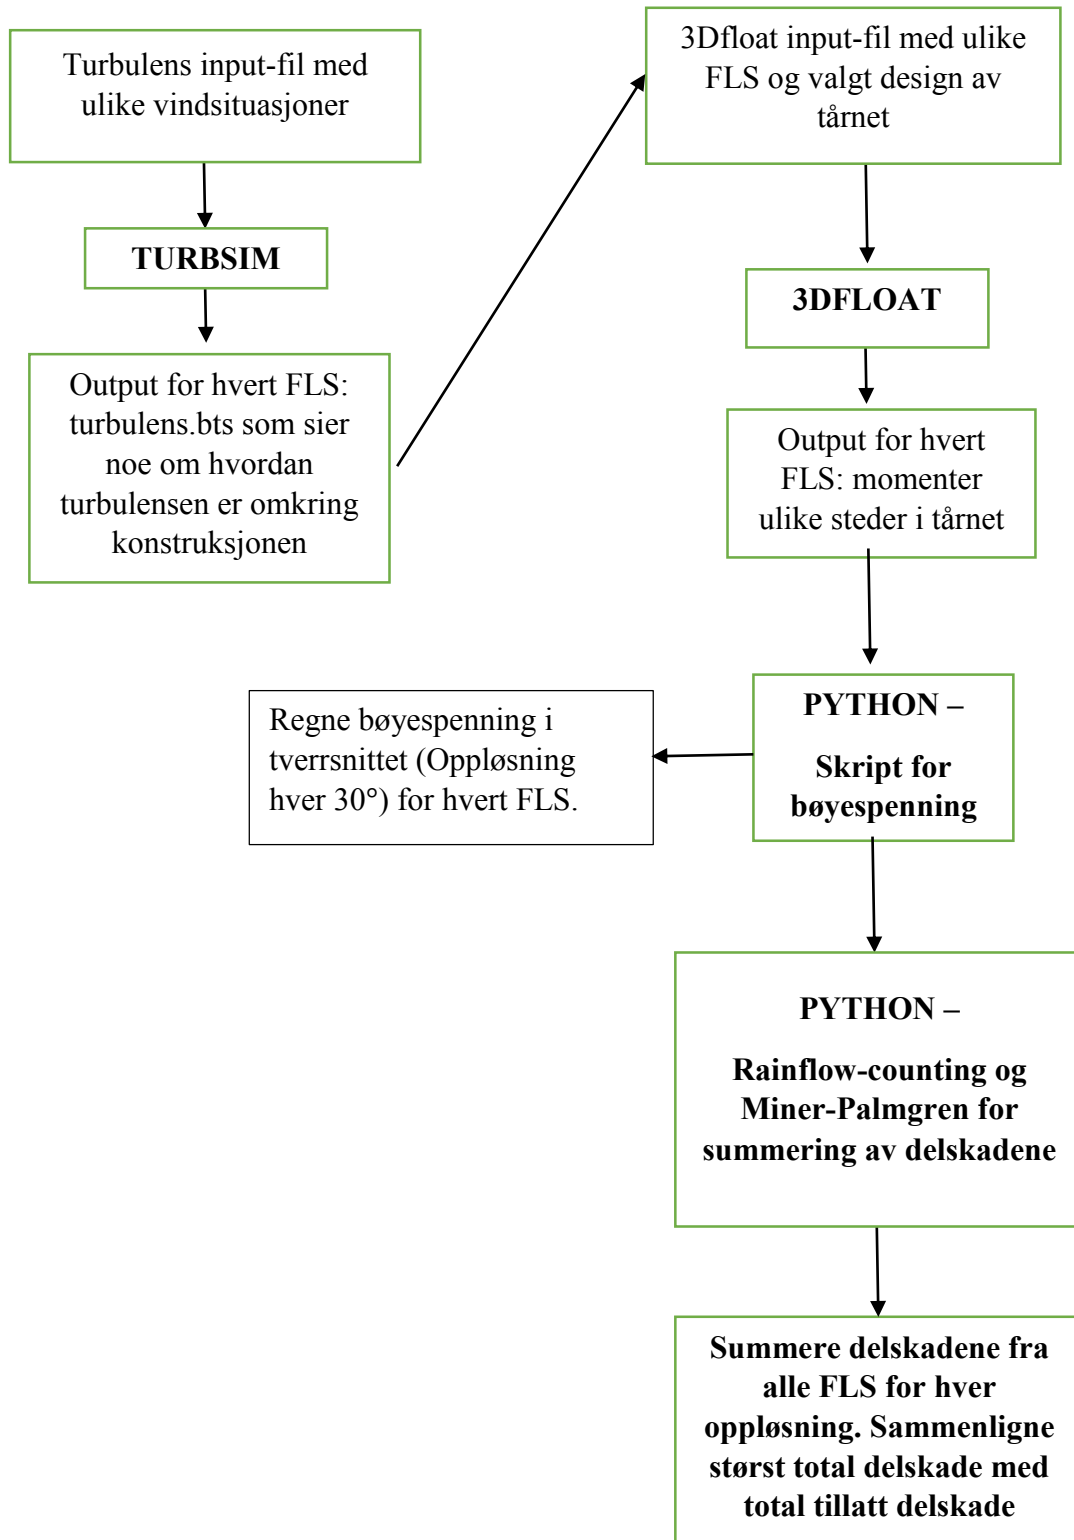 Turbulens input-fil med
ulike vindsituasjoner
TURBSIM
Output for hvert FLS:
turbulens.bts som sier
noe om hvordan
turbulensen er omkring
konstruksjonen
3Dfloat input-fil med ulike
FLS og valgt design av
tårnet
3DFLOAT
Output for hvert
FLS: momenter
ulike steder i tårnet
PYTHON –
Skript for
bøyespenning
Regne bøyespenning i
tverrsnittet (Oppløsning
hver 30°) for hvert FLS.
PYTHON –
Rainflow-counting og
Miner-Palmgren for
summering av delskadene
Summere delskadene fra
alle FLS for hver
oppløsning. Sammenligne
størst total delskade med
total tillatt delskade